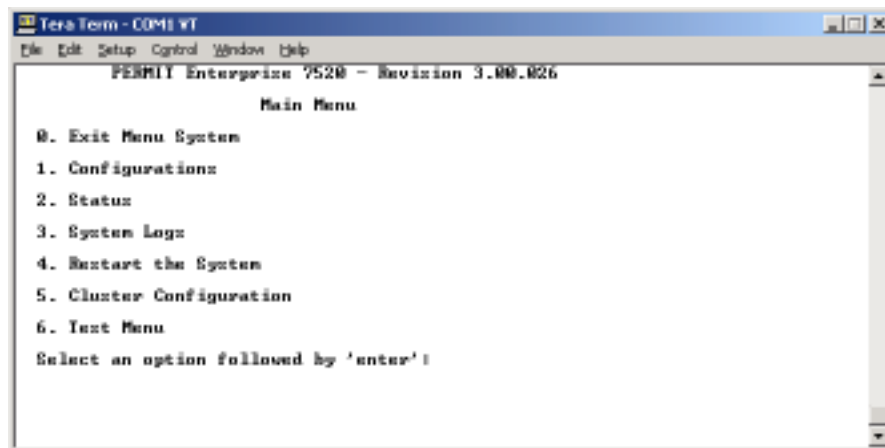 Tera Term - COM1 VT
File Edit Setup Control Window Help
PERMIT Enterprise 7520 - Revision 3.00.026
Main Menu
0. Exit Menu System
1. Configurations
2. Status
3. System Logs
4. Restart the System
5. Cluster Configuration
6. Test Menu
Select an option followed by 'enter':